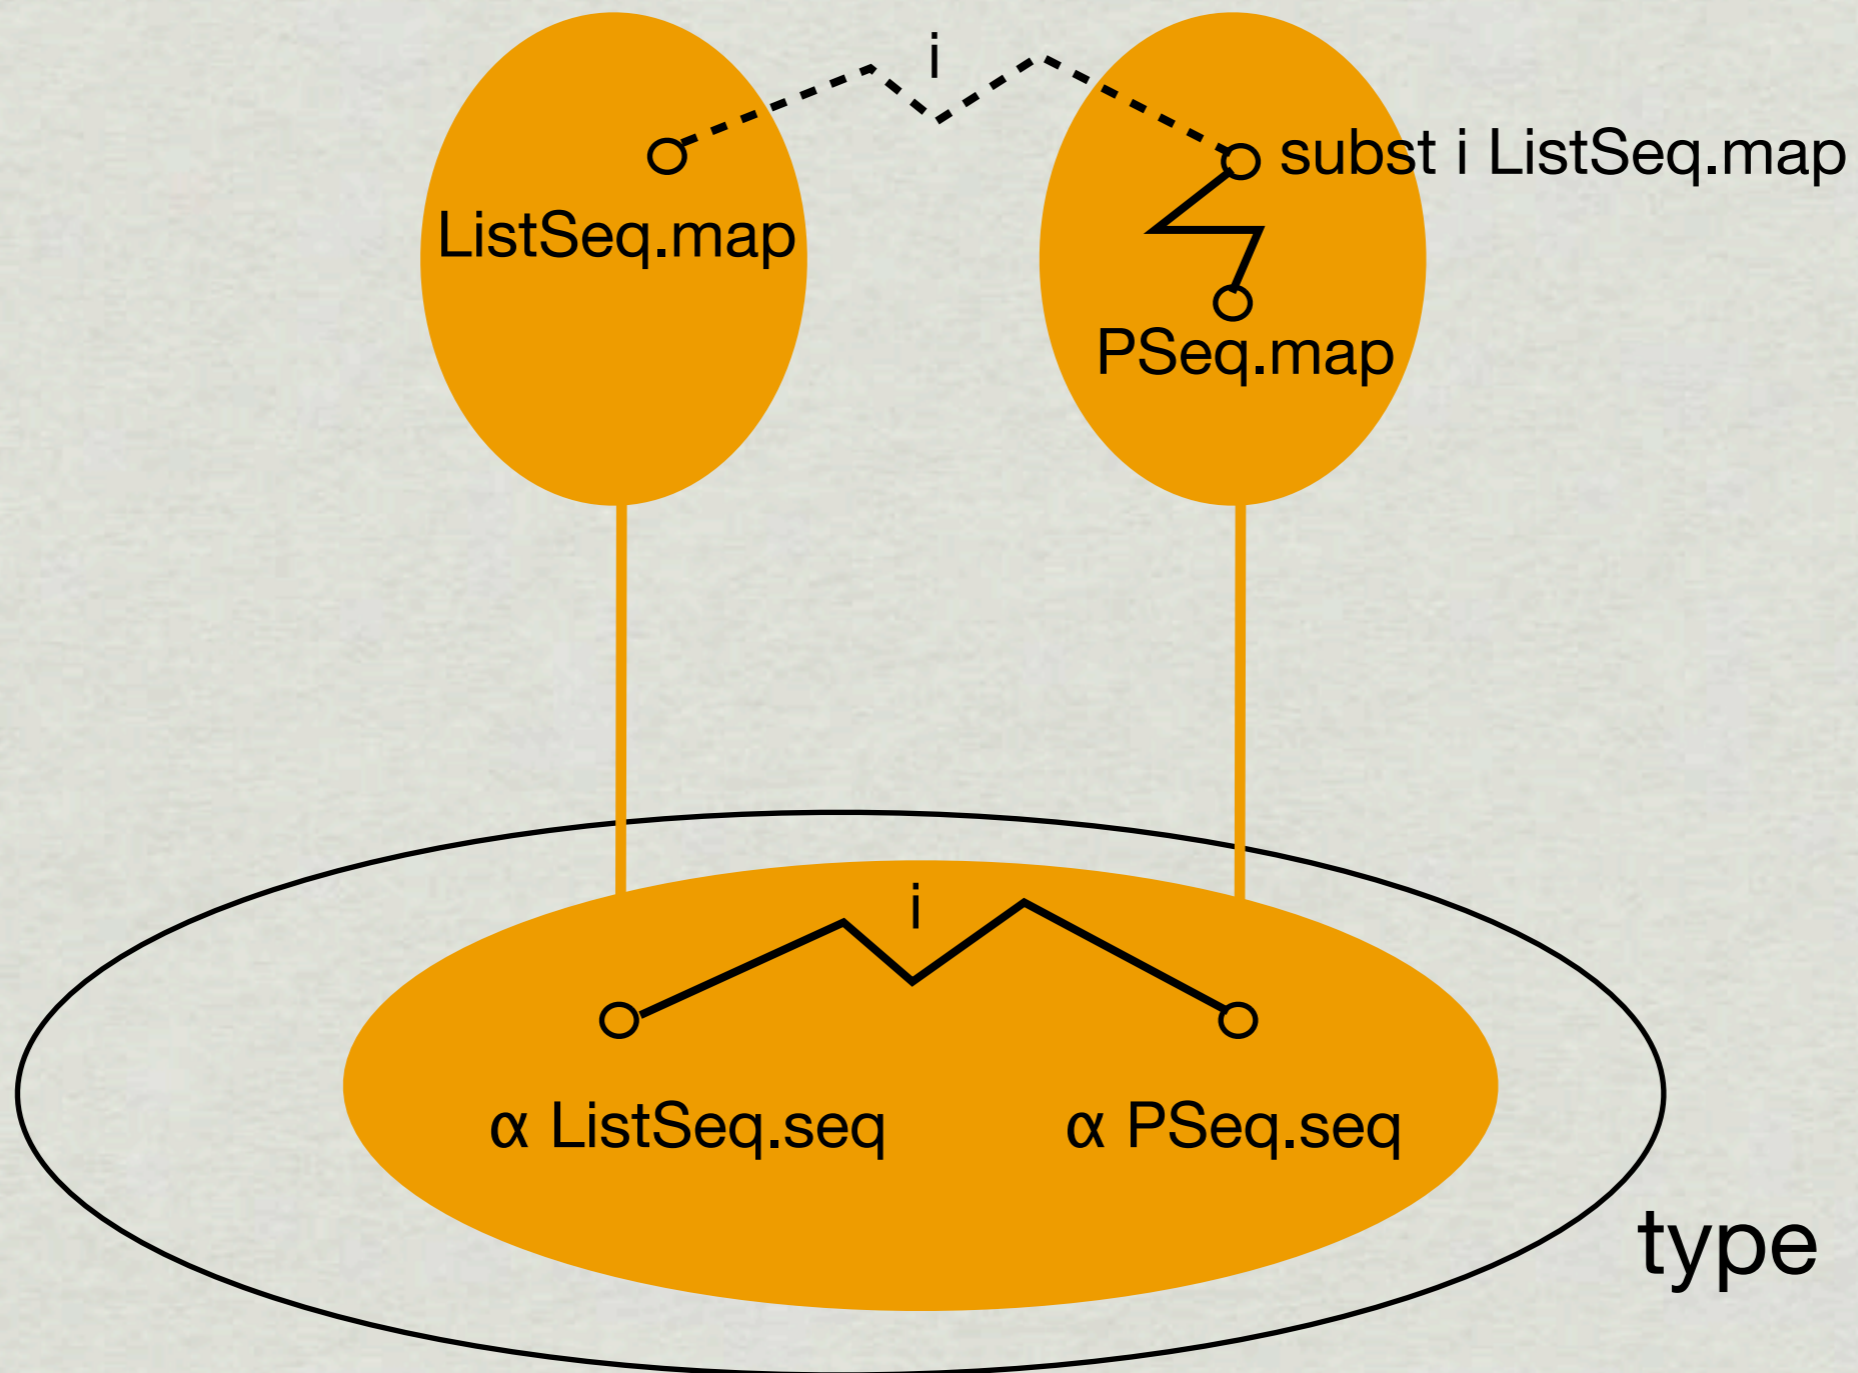 i
subst i ListSeq.map
ListSeq.map
PSeq.map
i
α ListSeq.seq
α PSeq.seq
type